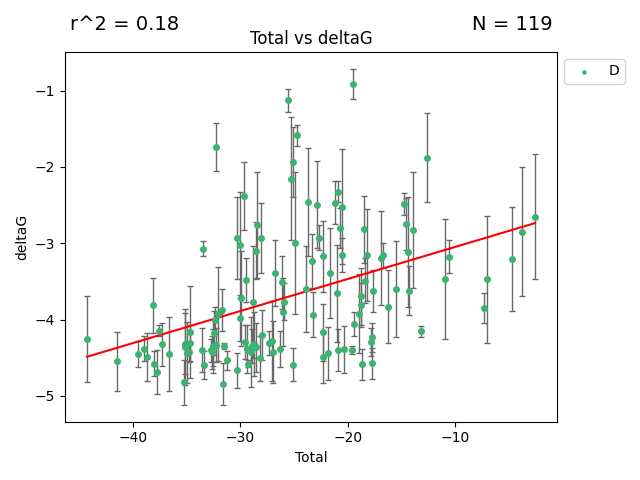 r^2 = 0.18
N = 119
Total vs deltaG
D
deltaG
−1
−2
−3
−4
−5
−40
−30
−20
−10
Total